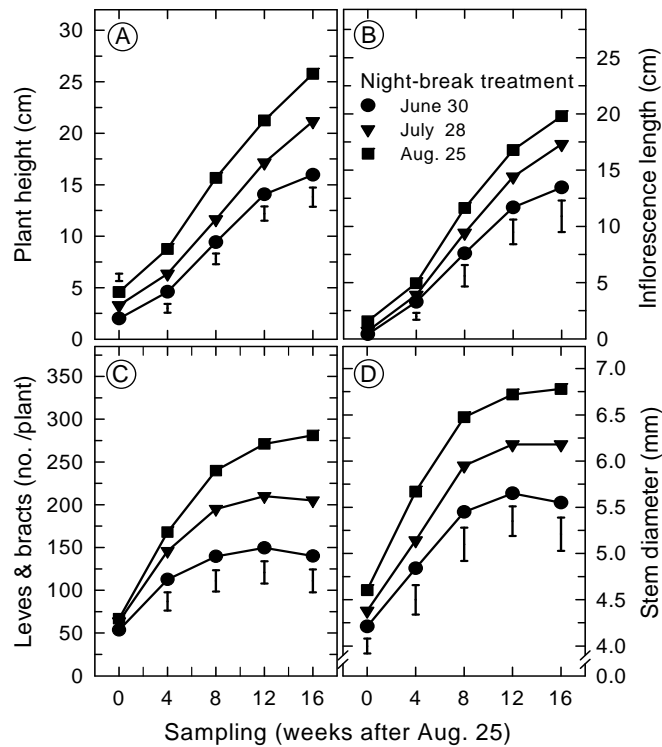 A
Plant height (cm)
30
25
20
15
10
5
0
B
Night-break treatment
June 30
July 28
Aug. 25
Inflorescence length (cm)
25
20
15
10
5
0
C
Leves & bracts (no. /plant)
350
300
250
200
150
100
50
0
0 4 8 12 16
D
Stem diameter (mm)
7.0
6.5
6.0
5.5
5.0
4.5
4.0
0.0
0 4 8 12 16
Sampling (weeks after Aug. 25)